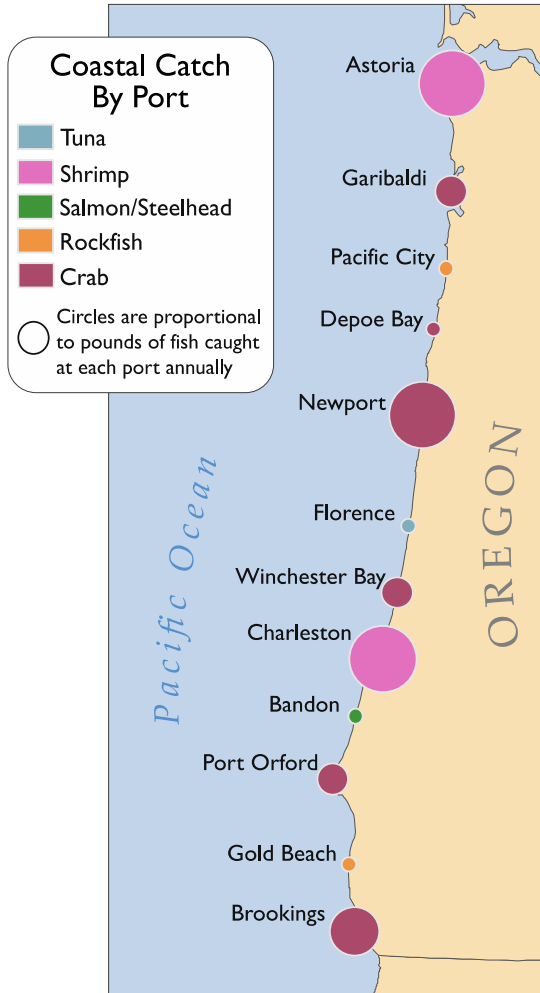 Coastal Catch
By Port
Tuna
Shrimp
Salmon/Steelhead
Rockfish
Crab
Circles are proportional
to pounds of fish caught
at each port annually
Astoria
Garibaldi
Pacific City
Depoe Bay
Newport
Florence
Winchester Bay
Charleston
Bandon
Port Orford
Gold Beach
Brookings
Pacific Ocean
OREGON